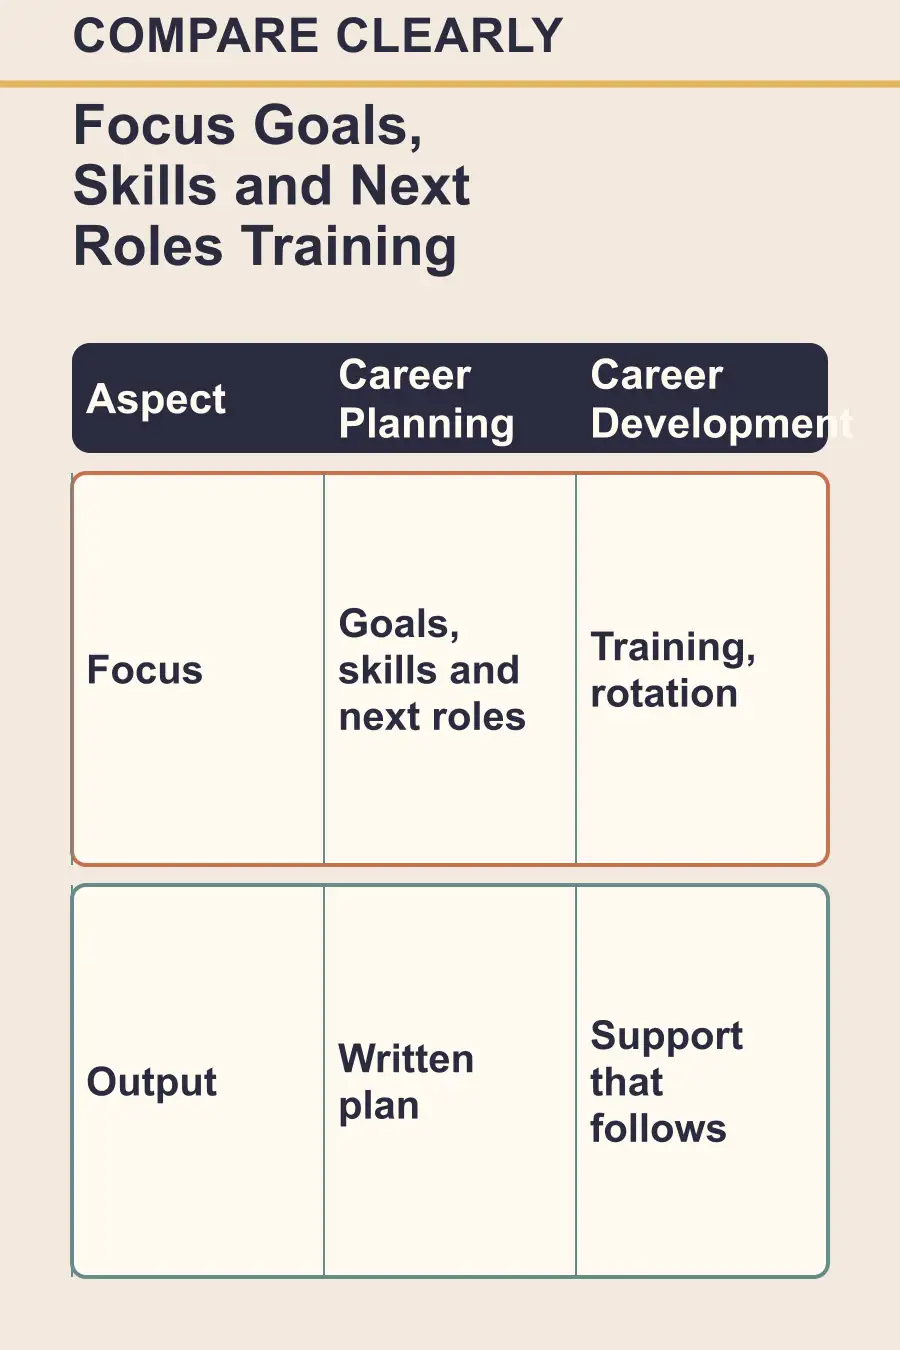 COMPARE CLEARLY
Focus Goals,
Skills and Next
Roles Training
Aspect
Career
Planning
Career
Development
Focus
Goals,
skills and
next roles
Training,
rotation
Output
Written
plan
Support
that
follows